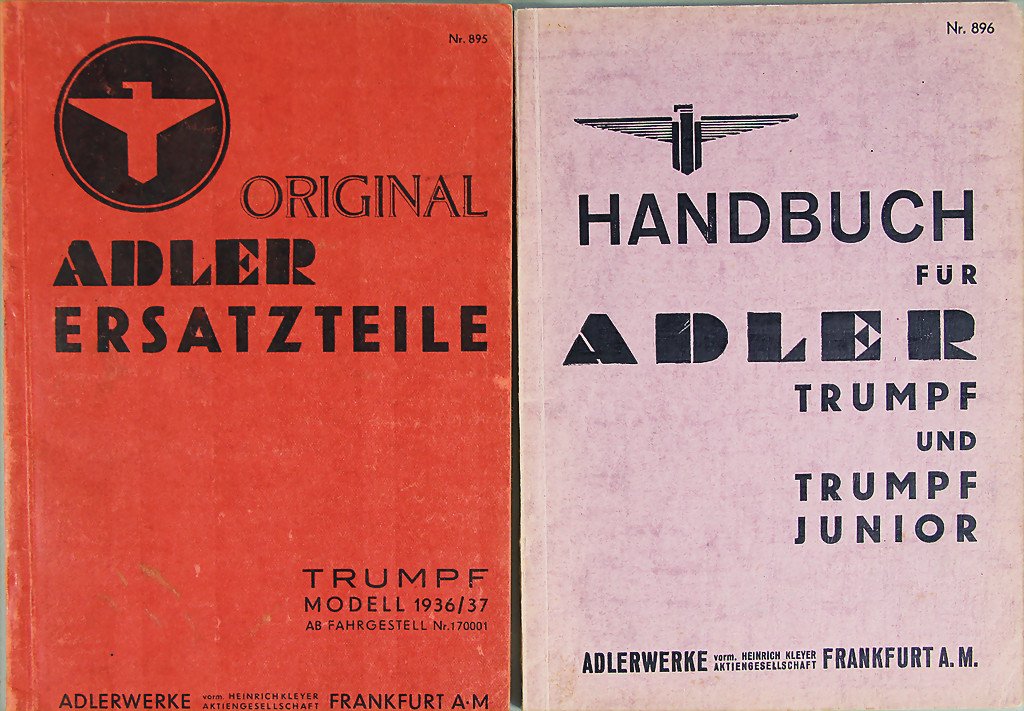 Nr. 895
ORIGINAL
ADLER
ERSATZTEILE
TRUMPF
MODELL 1936/37
AB FAHRGESTELL Nr. 170001
ADLERWERKE vorm. HEINRICH KLEYER AKTIENGESELLSCHAFT FRANKFURT A·M
Nr. 896
HANDBUCH
FÜR
ADLER
TRUMPF
UND
TRUMPF
JUNIOR
ADLERWERKE vorm. HEINRICH KLEYER AKTIENGESELLSCHAFT FRANKFURT A. M.